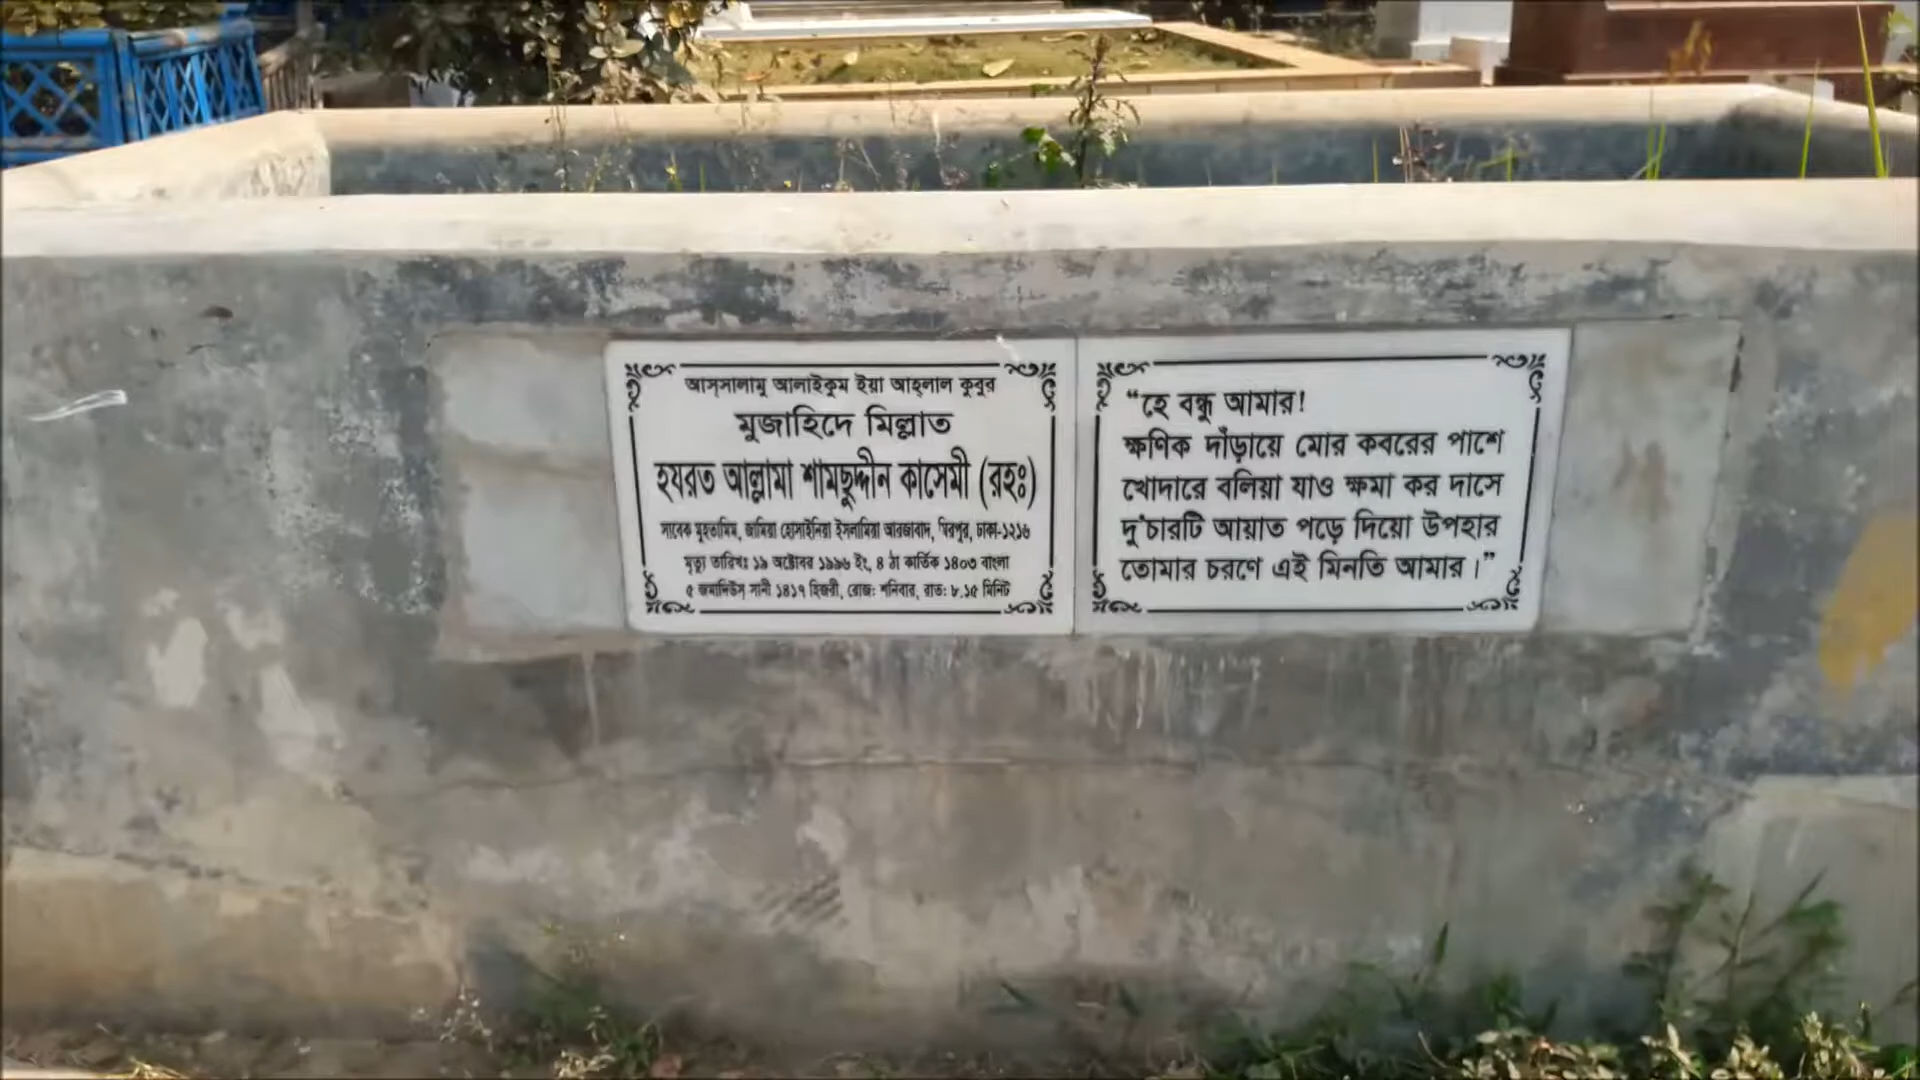 আস্সালামু আলাইকুম ইয়া আহলাল কুবুর
মুজাহিদে মিল্লাত
হযরত আল্লামা শামছুদ্দীন কাসেমী (রহঃ)
সাবেক মুহতামিম, জামিয়া হোসাইনিয়া ইসলামিয়া আরজাবাদ, মিরপুর, ঢাকা-১২১৬
মৃত্যু তারিখঃ ১৯ অক্টোবর ১৯৯৬ ইং, ৪ ঠা কার্তিক ১৪০৩ বাংলা
৫ জমাদিউস্ সানী ১৪১৭ হিজরী, রোজঃ শনিবার, রাতঃ ৮.১৫ মিনিট
“হে বন্ধু আমার!
ক্ষণিক দাঁড়ায়ে মোর কবরের পাশে
খোদারে বলিয়া যাও ক্ষমা কর দাসে
দু'চারটি আয়াত পড়ে দিয়ো উপহার
তোমার চরণে এই মিনতি আমার।”